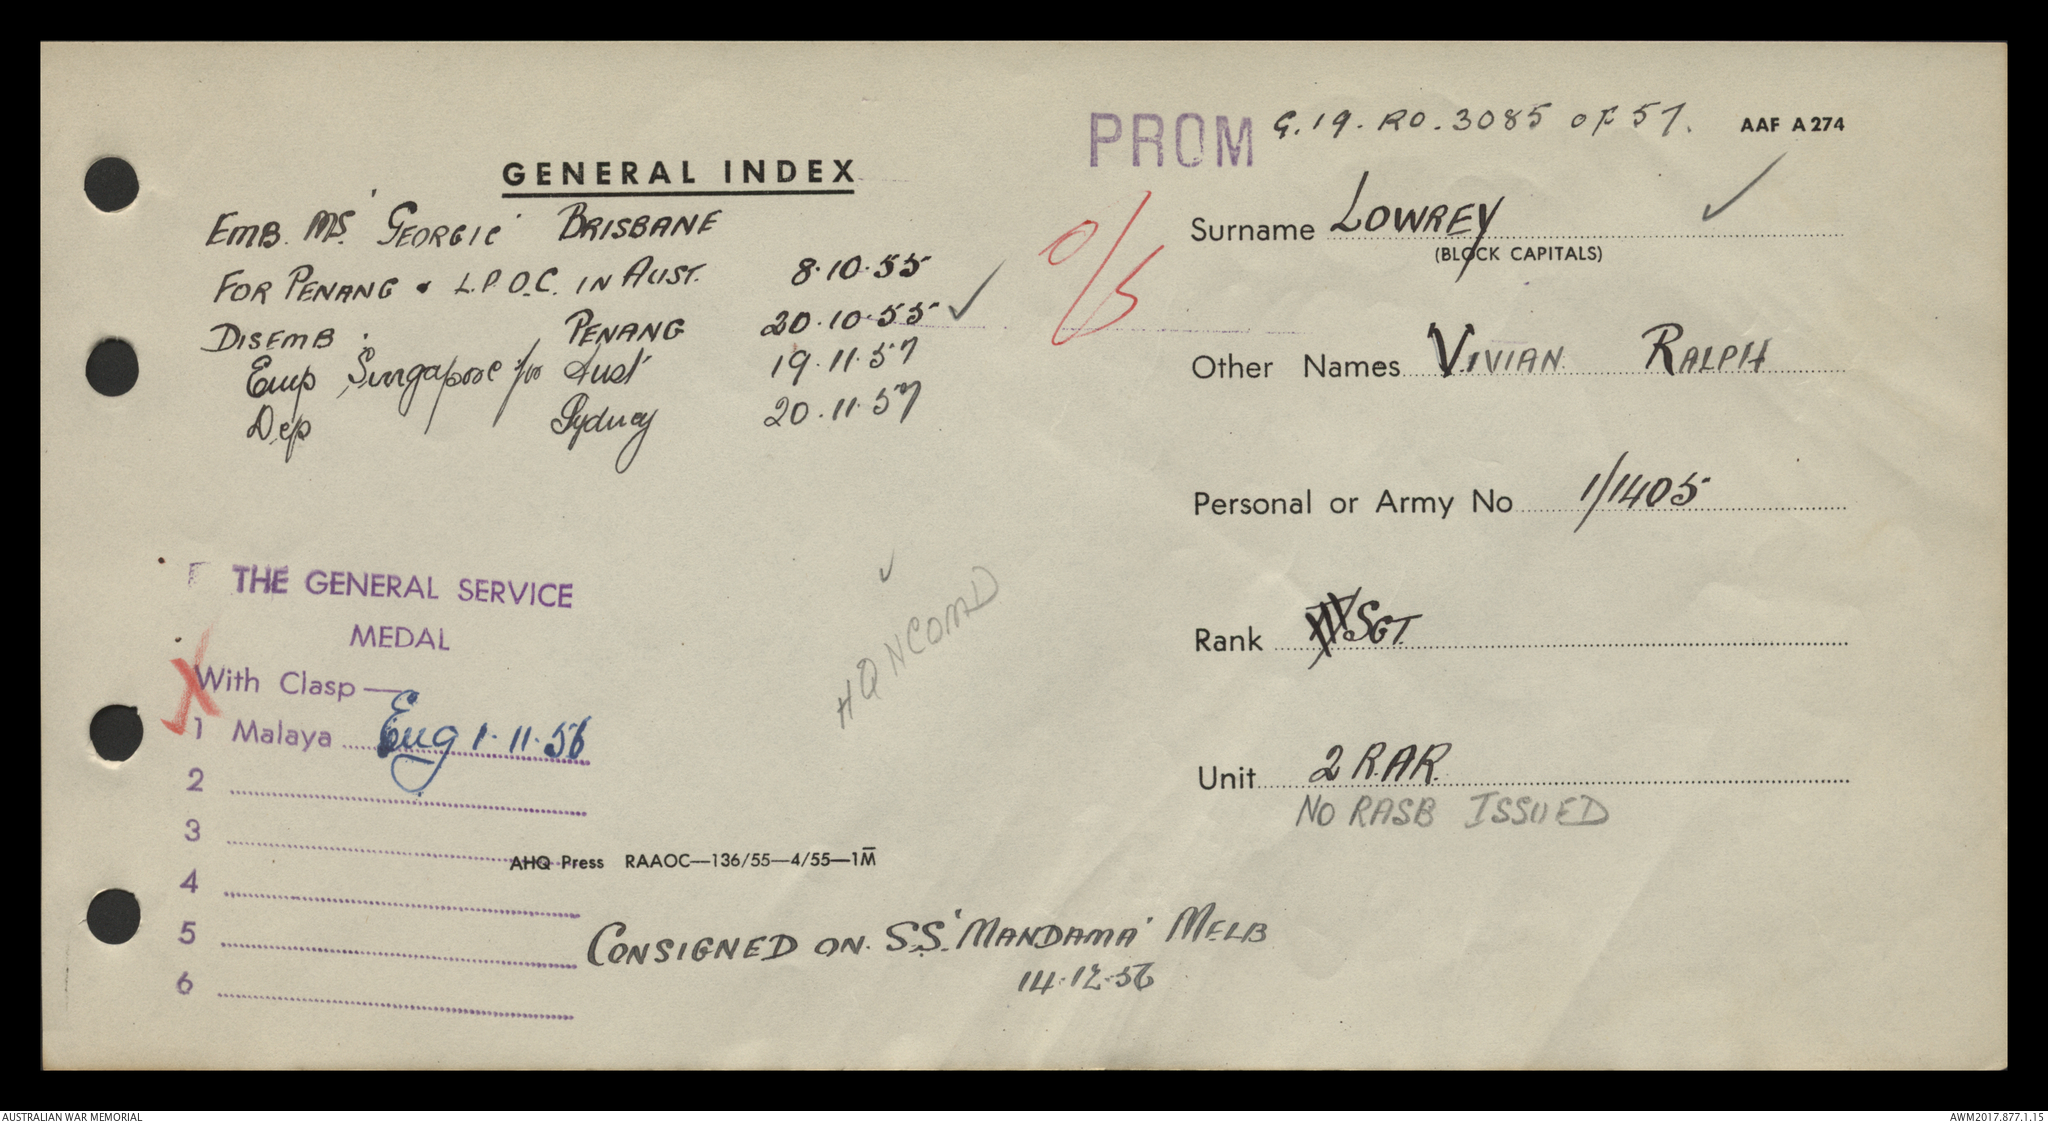 PROM G.19. RO. 3085 OF 57. AAF A 274
GENERAL INDEX
EMB. MS. 'GEORGIC' BRISBANE
FOR PENANG & L.P.O.C. IN AUST. 8.10.55
DISEMB: PENANG 20.10.55 ✓
Emp Singapore for Aust 19.11.57
Dep Sydney 20.11.57
O/S
Surname LOWREY ✓
(BLOCK CAPITALS)
Other Names VIVIAN RALPH
Personal or Army No 1/1405
Rank SGT
Unit 2 R.A.R.
NO RASB ISSUED
THE GENERAL SERVICE
MEDAL
With Clasp —
1 Malaya Eng 1.11.56
2
3
4
5
6
✓
HQ NCOMD
AHQ Press RAAOC—136/55—4/55—1M
CONSIGNED ON. S.S. 'MANDAMA' MELB
14.12.56
AUSTRALIAN WAR MEMORIAL
AWM2017.877.1.15